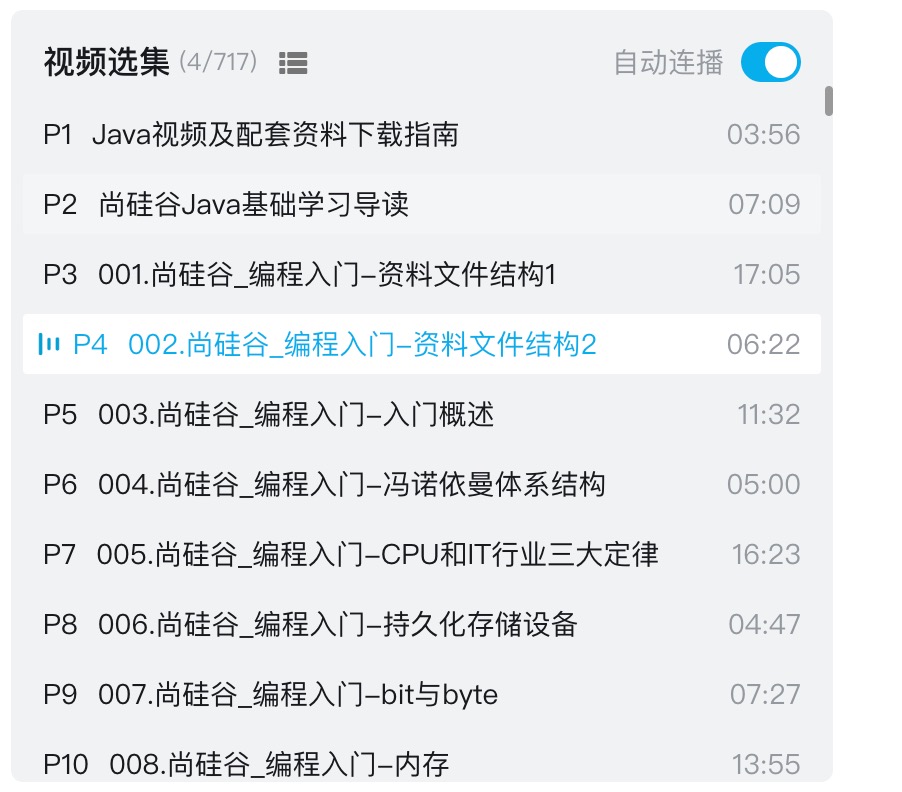 视频选集 (4/717) 自动连播
P1 Java视频及配套资料下载指南 03:56
P2 尚硅谷Java基础学习导读 07:09
P3 001.尚硅谷_编程入门-资料文件结构1 17:05
P4 002.尚硅谷_编程入门-资料文件结构2 06:22
P5 003.尚硅谷_编程入门-入门概述 11:32
P6 004.尚硅谷_编程入门-冯诺依曼体系结构 05:00
P7 005.尚硅谷_编程入门-CPU和IT行业三大定律 16:23
P8 006.尚硅谷_编程入门-持久化存储设备 04:47
P9 007.尚硅谷_编程入门-bit与byte 07:27
P10 008.尚硅谷_编程入门-内存 13:55